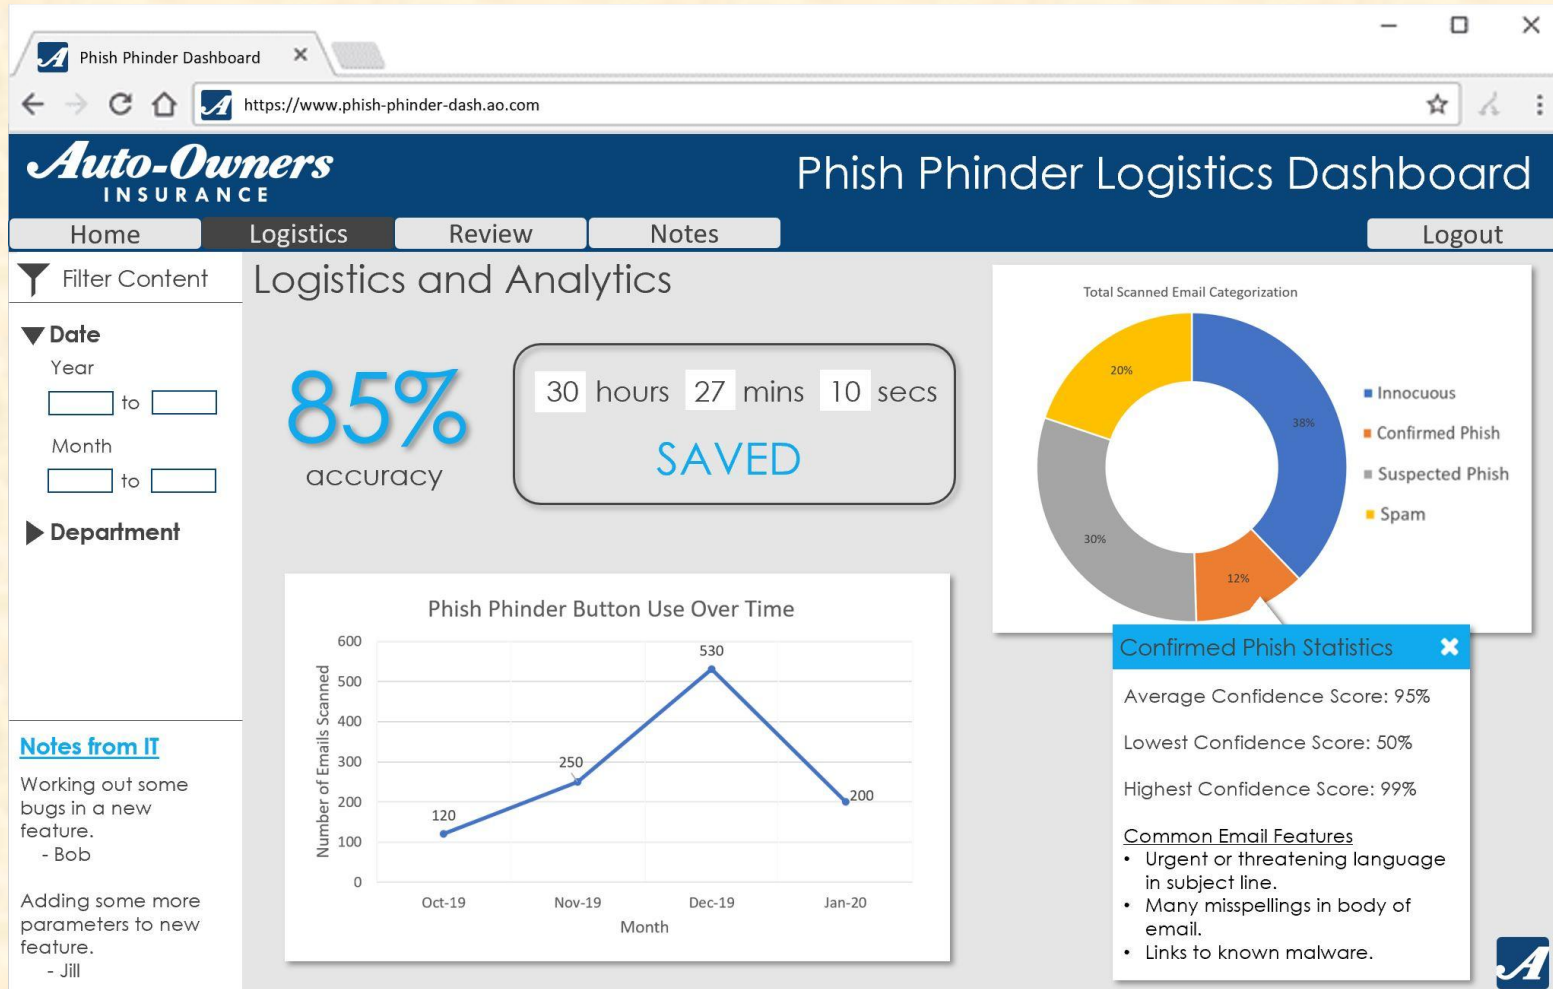 Phish Phinder Dashboard
https://www.phish-phinder-dash.ao.com
Auto-Owners
INSURANCE
Phish Phinder Logistics Dashboard
Home
Logistics
Review
Notes
Logout
Filter Content
Date
Year
to
Month
to
Department
Notes from IT
Working out some
bugs in a new
feature.
- Bob
Adding some more
parameters to new
feature.
- Jill
Logistics and Analytics
85%
accuracy
30 hours 27 mins 10 secs
SAVED
Phish Phinder Button Use Over Time
Number of Emails Scanned
600
500
400
300
200
100
0
120
250
530
200
Oct-19
Nov-19
Dec-19
Jan-20
Month
Total Scanned Email Categorization
20%
38%
30%
12%
Innocuous
Confirmed Phish
Suspected Phish
Spam
Confirmed Phish Statistics
Average Confidence Score: 95%
Lowest Confidence Score: 50%
Highest Confidence Score: 99%
Common Email Features
• Urgent or threatening language
in subject line.
• Many misspellings in body of
email.
• Links to known malware.
A